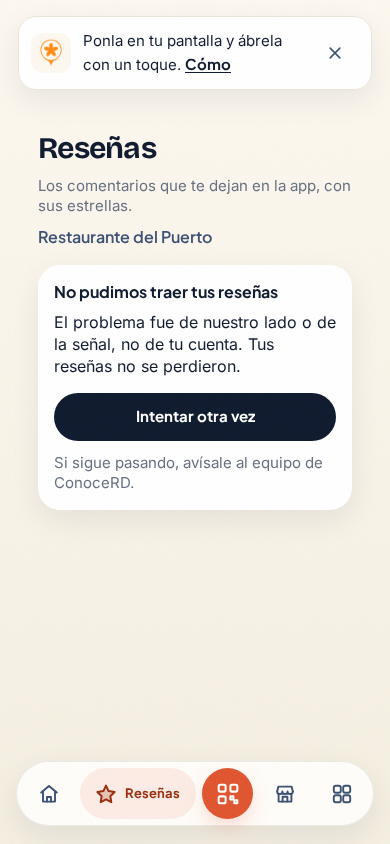 Ponla en tu pantalla y ábrela
con un toque. Cómo
Reseñas
Los comentarios que te dejan en la app, con
sus estrellas.
Restaurante del Puerto
No pudimos traer tus reseñas
El problema fue de nuestro lado o de
la señal, no de tu cuenta. Tus
reseñas no se perdieron.
Intentar otra vez
Si sigue pasando, avísale al equipo de
ConoceRD.
Reseñas